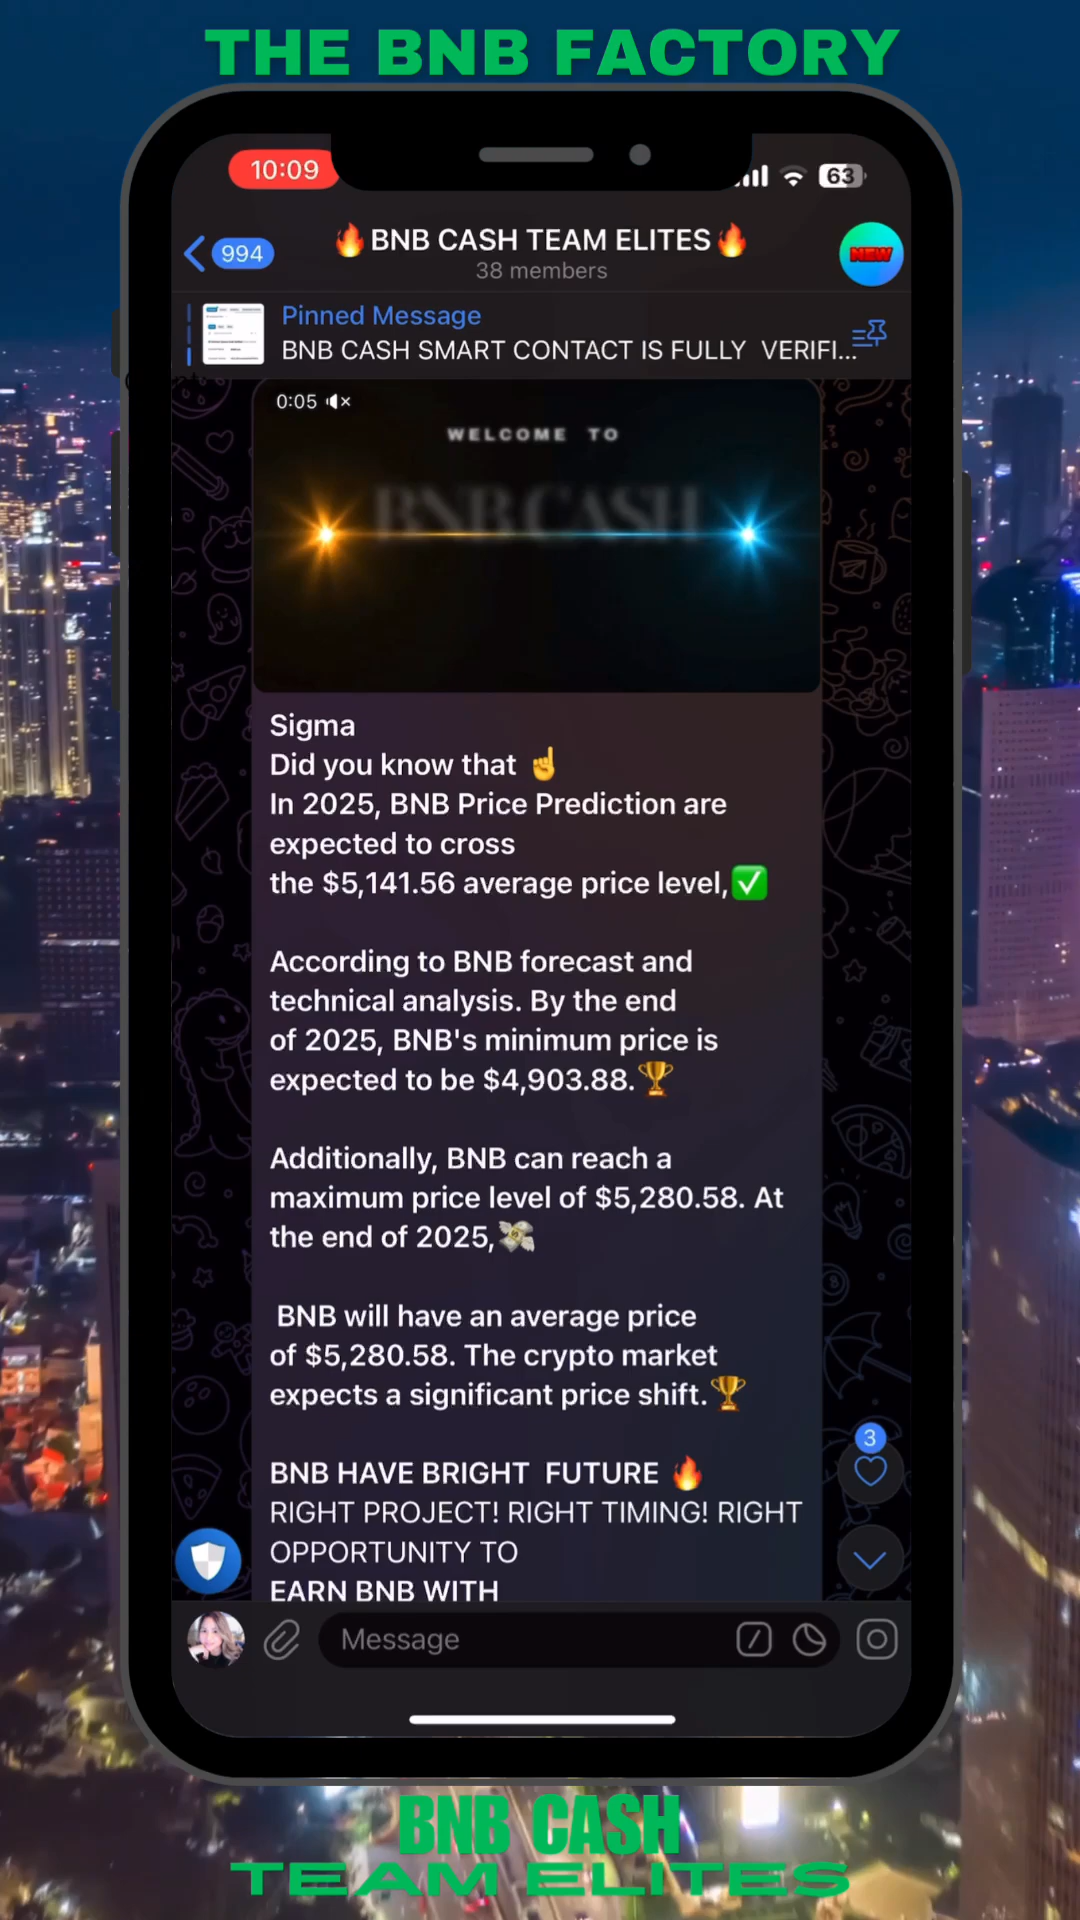 THE BNB FACTORY
10:09
63
994
🔥BNB CASH TEAM ELITES🔥
38 members
NEW
Pinned Message
BNB CASH SMART CONTACT IS FULLY VERIFI...
0:05
WELCOME TO
BNB CASH
Sigma
Did you know that ☝️
In 2025, BNB Price Prediction are
expected to cross
the $5,141.56 average price level,✅
According to BNB forecast and
technical analysis. By the end
of 2025, BNB's minimum price is
expected to be $4,903.88.🏆
Additionally, BNB can reach a
maximum price level of $5,280.58. At
the end of 2025,💸
BNB will have an average price
of $5,280.58. The crypto market
expects a significant price shift.🏆
BNB HAVE BRIGHT FUTURE 🔥
RIGHT PROJECT! RIGHT TIMING! RIGHT
OPPORTUNITY TO
EARN BNB WITH
3
Message
BNB CASH
TEAM ELITES